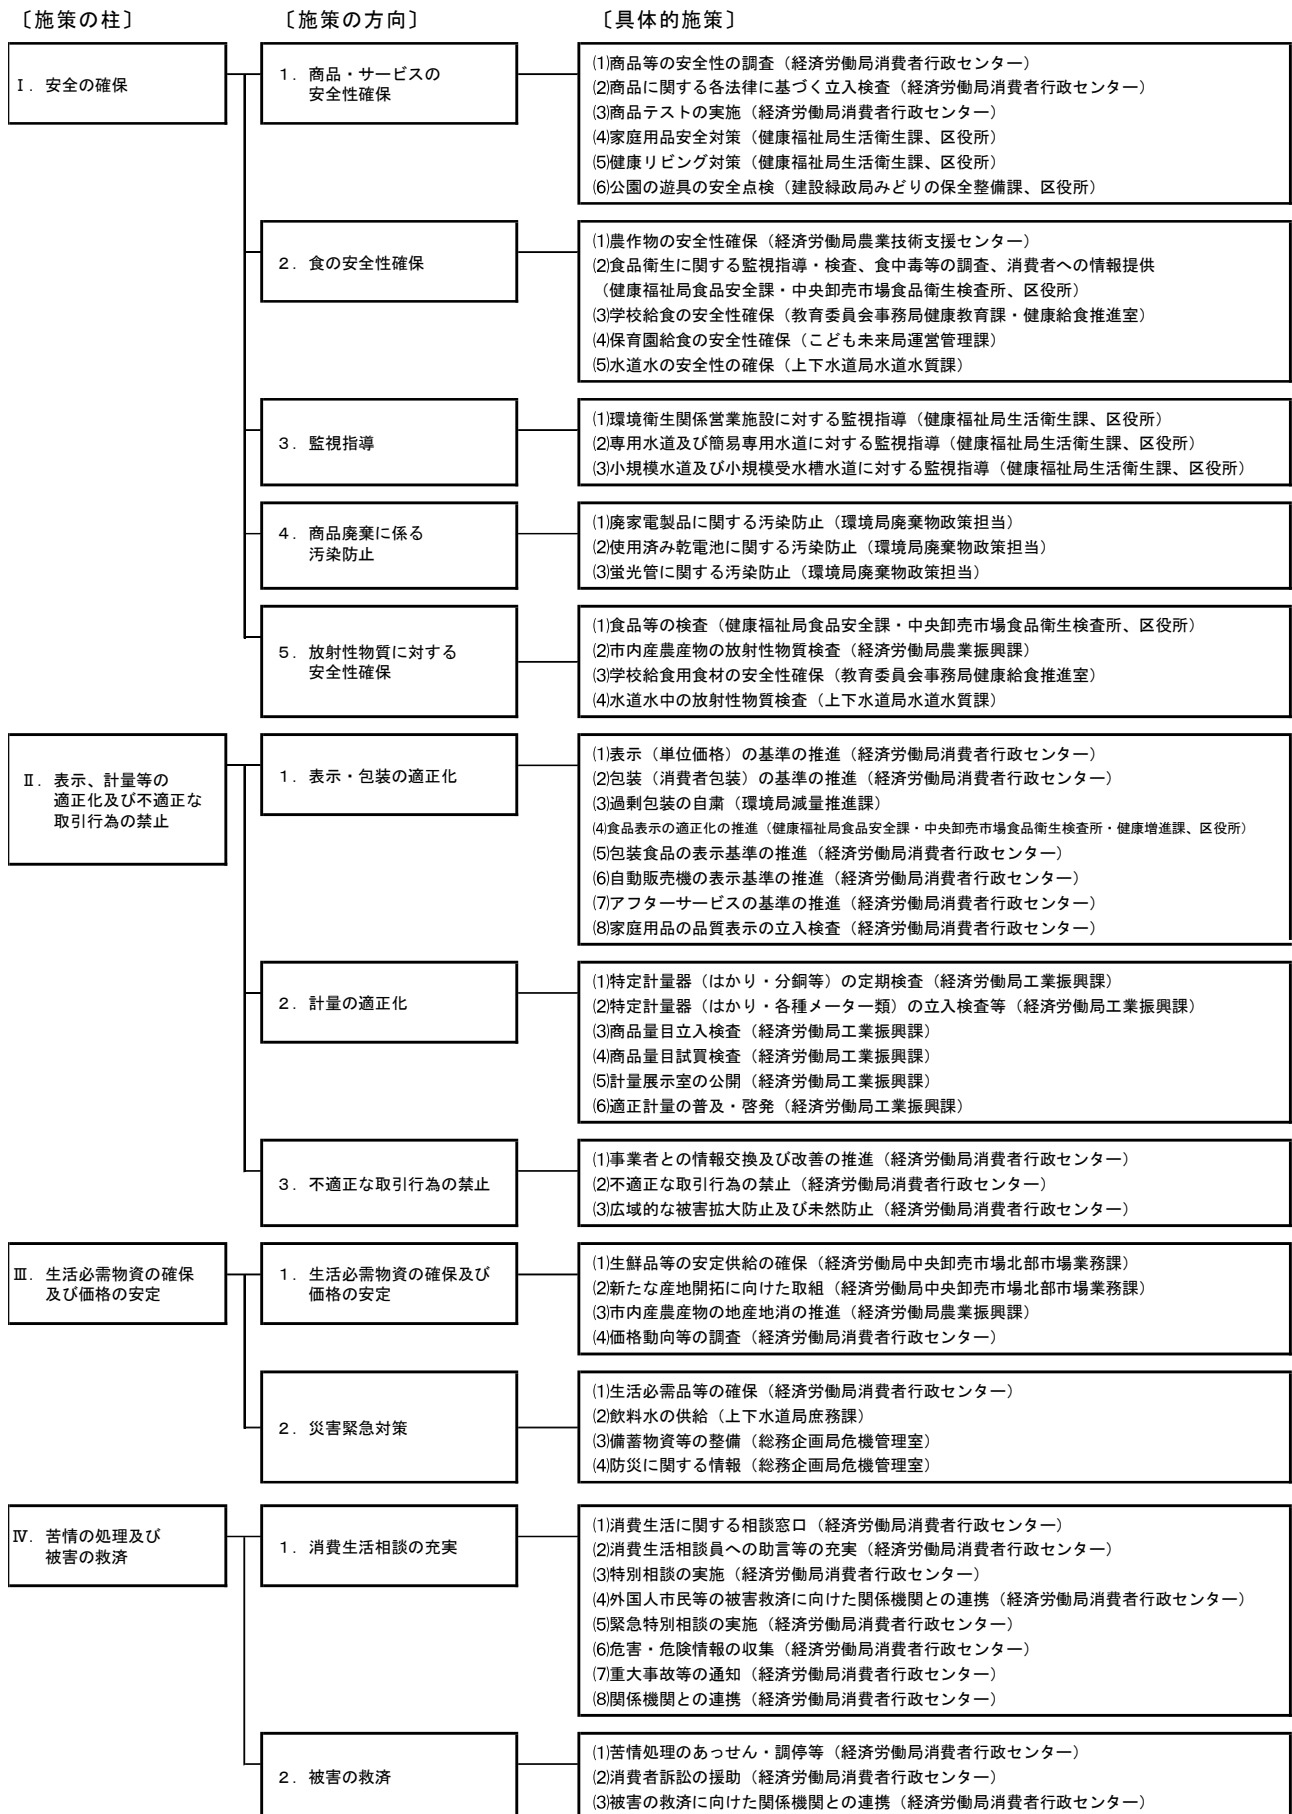 〔施策の柱〕
〔施策の方向〕
〔具体的施策〕
Ⅰ．安全の確保
1．商品・サービスの
安全性確保
⑴商品等の安全性の調査（経済労働局消費者行政センター）
⑵商品に関する各法律に基づく立入検査（経済労働局消費者行政センター）
⑶商品テストの実施（経済労働局消費者行政センター）
⑷家庭用品安全対策（健康福祉局生活衛生課、区役所）
⑸健康リビング対策（健康福祉局生活衛生課、区役所）
⑹公園の遊具の安全点検（建設緑政局みどりの保全整備課、区役所）
2．食の安全性確保
⑴農作物の安全性確保（経済労働局農業技術支援センター）
⑵食品衛生に関する監視指導・検査、食中毒等の調査、消費者への情報提供
（健康福祉局食品安全課・中央卸売市場食品衛生検査所、区役所）
⑶学校給食の安全性確保（教育委員会事務局健康教育課・健康給食推進室）
⑷保育園給食の安全性確保（こども未来局運営管理課）
⑸水道水の安全性の確保（上下水道局水道水質課）
3．監視指導
⑴環境衛生関係営業施設に対する監視指導（健康福祉局生活衛生課、区役所）
⑵専用水道及び簡易専用水道に対する監視指導（健康福祉局生活衛生課、区役所）
⑶小規模水道及び小規模受水槽水道に対する監視指導（健康福祉局生活衛生課、区役所）
4．商品廃棄に係る
汚染防止
⑴廃家電製品に関する汚染防止（環境局廃棄物政策担当）
⑵使用済み乾電池に関する汚染防止（環境局廃棄物政策担当）
⑶蛍光管に関する汚染防止（環境局廃棄物政策担当）
5．放射性物質に対する
安全性確保
⑴食品等の検査（健康福祉局食品安全課・中央卸売市場食品衛生検査所、区役所）
⑵市内産農産物の放射性物質検査（経済労働局農業振興課）
⑶学校給食用食材の安全性確保（教育委員会事務局健康給食推進室）
⑷水道水中の放射性物質検査（上下水道局水道水質課）
Ⅱ．表示、計量等の
適正化及び不適正な
取引行為の禁止
1．表示・包装の適正化
⑴表示（単位価格）の基準の推進（経済労働局消費者行政センター）
⑵包装（消費者包装）の基準の推進（経済労働局消費者行政センター）
⑶過剰包装の自粛（環境局減量推進課）
⑷食品表示の適正化の推進（健康福祉局食品安全課・中央卸売市場食品衛生検査所・健康増進課、区役所）
⑸包装食品の表示基準の推進（経済労働局消費者行政センター）
⑹自動販売機の表示基準の推進（経済労働局消費者行政センター）
⑺アフターサービスの基準の推進（経済労働局消費者行政センター）
⑻家庭用品の品質表示の立入検査（経済労働局消費者行政センター）
2．計量の適正化
⑴特定計量器（はかり・分銅等）の定期検査（経済労働局工業振興課）
⑵特定計量器（はかり・各種メーター類）の立入検査等（経済労働局工業振興課）
⑶商品量目立入検査（経済労働局工業振興課）
⑷商品量目試買検査（経済労働局工業振興課）
⑸計量展示室の公開（経済労働局工業振興課）
⑹適正計量の普及・啓発（経済労働局工業振興課）
3．不適正な取引行為の禁止
⑴事業者との情報交換及び改善の推進（経済労働局消費者行政センター）
⑵不適正な取引行為の禁止（経済労働局消費者行政センター）
⑶広域的な被害拡大防止及び未然防止（経済労働局消費者行政センター）
Ⅲ．生活必需物資の確保
及び価格の安定
1．生活必需物資の確保及び
価格の安定
⑴生鮮品等の安定供給の確保（経済労働局中央卸売市場北部市場業務課）
⑵新たな産地開拓に向けた取組（経済労働局中央卸売市場北部市場業務課）
⑶市内産農産物の地産地消の推進（経済労働局農業振興課）
⑷価格動向等の調査（経済労働局消費者行政センター）
2．災害緊急対策
⑴生活必需品等の確保（経済労働局消費者行政センター）
⑵飲料水の供給（上下水道局庶務課）
⑶備蓄物資等の整備（総務企画局危機管理室）
⑷防災に関する情報（総務企画局危機管理室）
Ⅳ．苦情の処理及び
被害の救済
1．消費生活相談の充実
⑴消費生活に関する相談窓口（経済労働局消費者行政センター）
⑵消費生活相談員への助言等の充実（経済労働局消費者行政センター）
⑶特別相談の実施（経済労働局消費者行政センター）
⑷外国人市民等の被害救済に向けた関係機関との連携（経済労働局消費者行政センター）
⑸緊急特別相談の実施（経済労働局消費者行政センター）
⑹危害・危険情報の収集（経済労働局消費者行政センター）
⑺重大事故等の通知（経済労働局消費者行政センター）
⑻関係機関との連携（経済労働局消費者行政センター）
2．被害の救済
⑴苦情処理のあっせん・調停等（経済労働局消費者行政センター）
⑵消費者訴訟の援助（経済労働局消費者行政センター）
⑶被害の救済に向けた関係機関との連携（経済労働局消費者行政センター）